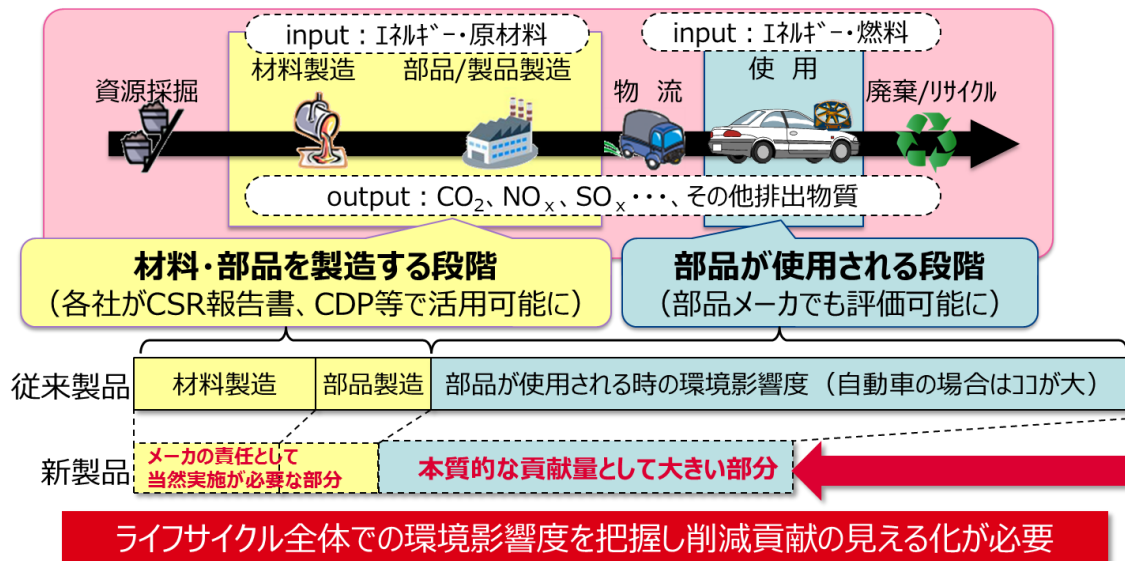 input：ｴﾈﾙｷﾞｰ・原材料
input：ｴﾈﾙｷﾞｰ・燃料
資源採掘
材料製造
部品/製品製造
物 流
使 用
廃棄/ﾘｻｲｸﾙ
output：CO₂、NOₓ、SOₓ・・・、その他排出物質
材料・部品を製造する段階
（各社がCSR報告書、CDP等で活用可能に）
部品が使用される段階
（部品メーカでも評価可能に）
従来製品
材料製造
部品製造
部品が使用される時の環境影響度（自動車の場合はｺｺが大）
新製品
メーカの責任として
当然実施が必要な部分
本質的な貢献量として大きい部分
ライフサイクル全体での環境影響度を把握し削減貢献の見える化が必要